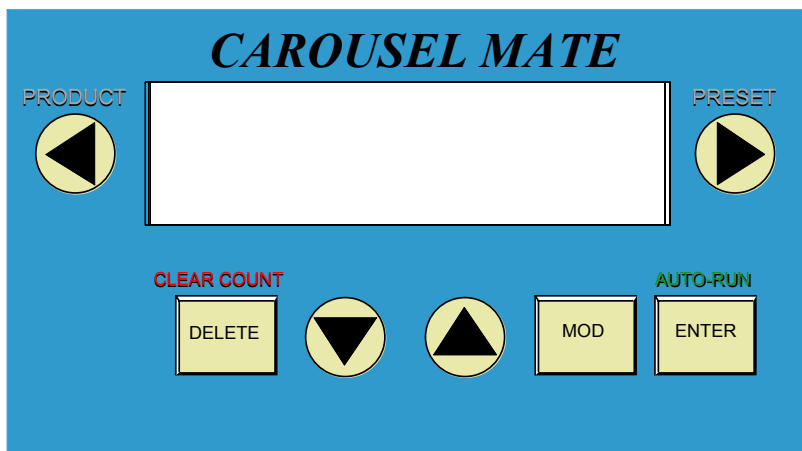 CAROUSEL MATE
PRODUCT
PRESET
CLEAR COUNT
AUTO-RUN
DELETE
MOD
ENTER